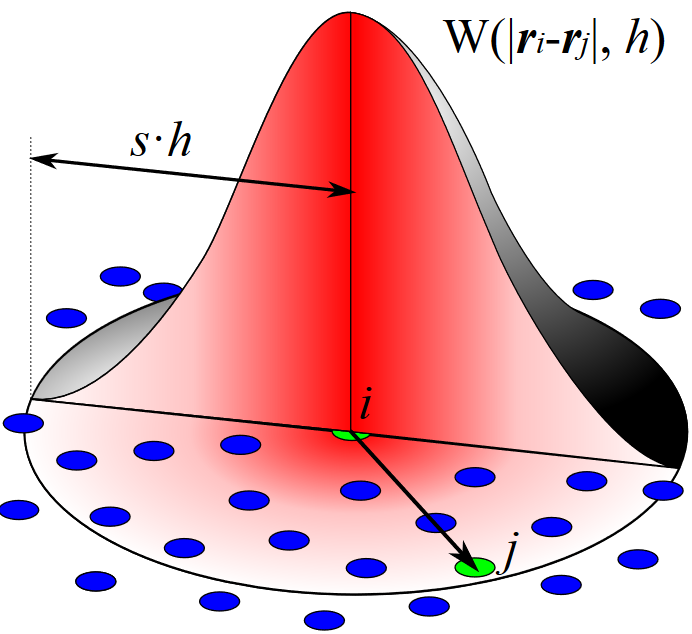 W(|ri-rj|, h)
s·h
i
j